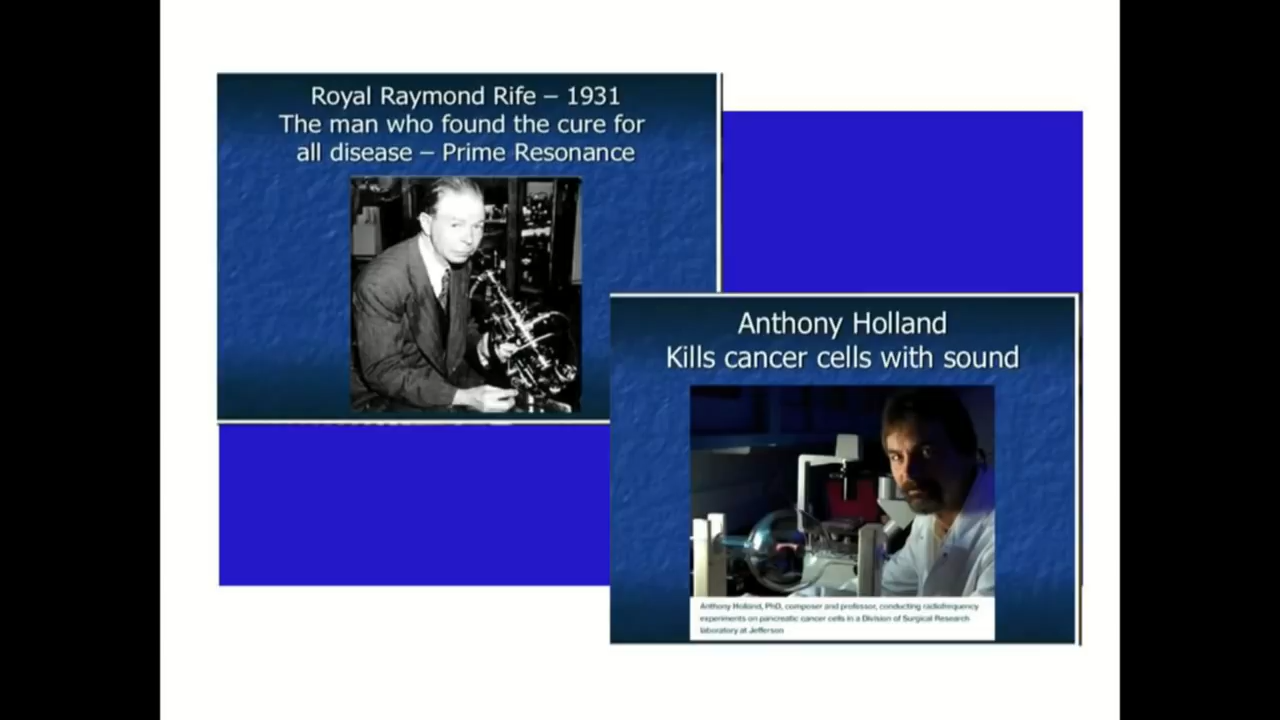 Royal Raymond Rife – 1931
The man who found the cure for
all disease – Prime Resonance
Anthony Holland
Kills cancer cells with sound
Anthony Holland, PhD, composer and professor, conducting radiofrequency
experiments on pancreatic cancer cells in a Division of Surgical Research
laboratory at Jefferson